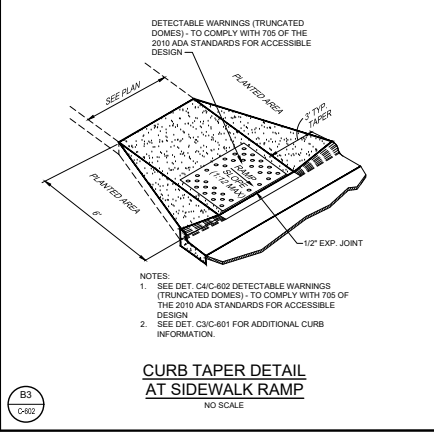 DETECTABLE WARNINGS (TRUNCATED
DOMES) - TO COMPLY WITH 705 OF THE
2010 ADA STANDARDS FOR ACCESSIBLE
DESIGN
SEE PLAN
PLANTED AREA
3' TYP.
TAPER
RAMP
SLOPE
(1:12 MAX)
PLANTED AREA
6'
1/2" EXP. JOINT
NOTES:
1. SEE DET. C4/C-602 DETECTABLE WARNINGS
(TRUNCATED DOMES) - TO COMPLY WITH 705 OF
THE 2010 ADA STANDARDS FOR ACCESSIBLE
DESIGN
2. SEE DET. C3/C-601 FOR ADDITIONAL CURB
INFORMATION.
CURB TAPER DETAIL
AT SIDEWALK RAMP
NO SCALE
B3
C-602